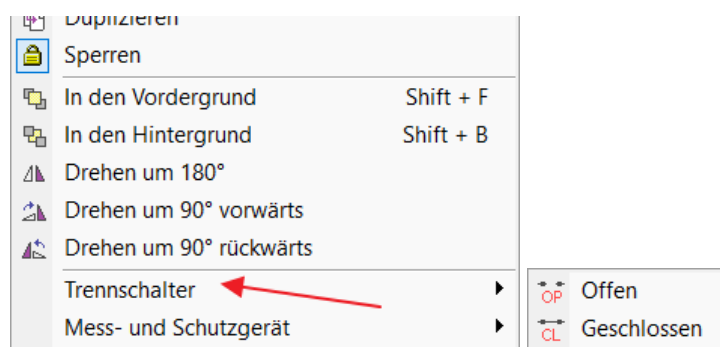 Duplizieren
Sperren
In den Vordergrund Shift + F
In den Hintergrund Shift + B
Drehen um 180°
Drehen um 90° vorwärts
Drehen um 90° rückwärts
Trennschalter
OP Offen
Mess- und Schutzgerät
CL Geschlossen